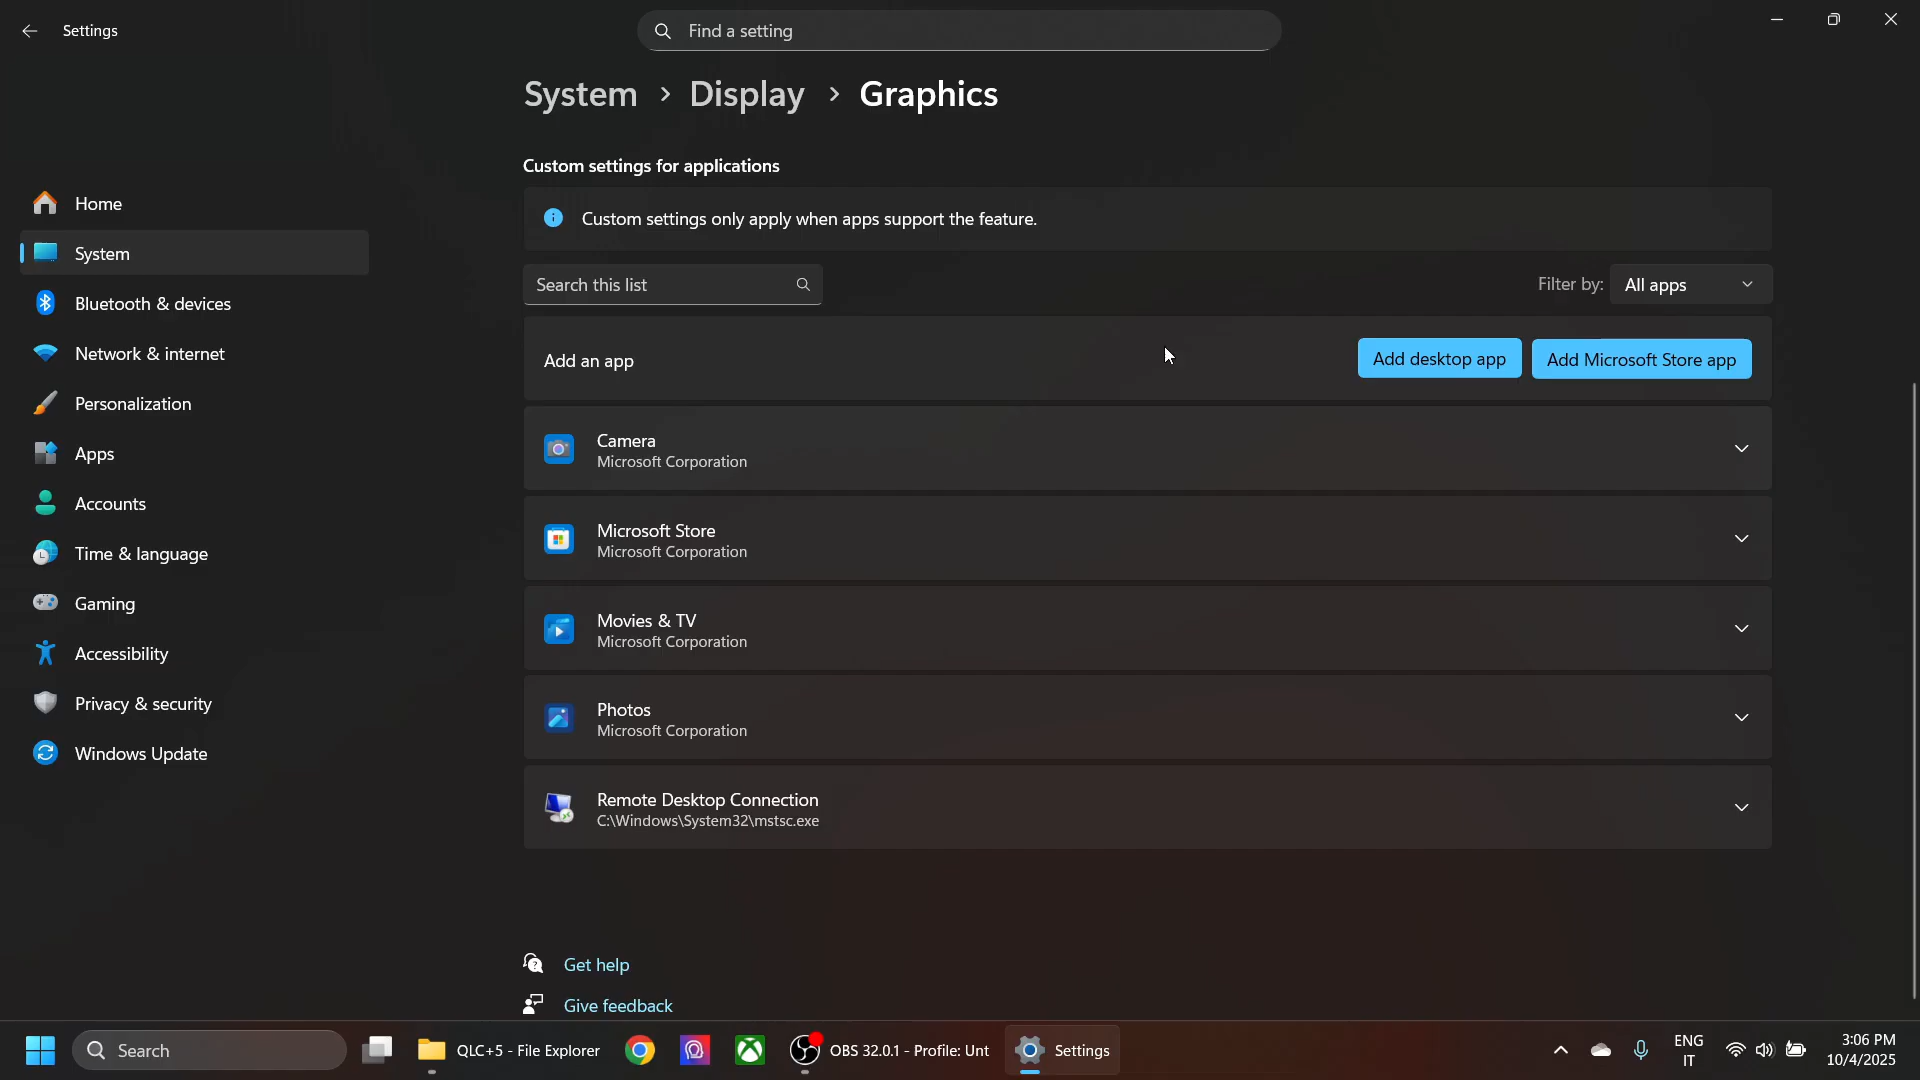 Settings
Find a setting
System > Display > Graphics
Custom settings for applications
Custom settings only apply when apps support the feature.
Search this list
Filter by: All apps
Add an app
Add desktop app
Add Microsoft Store app
Home
System
Bluetooth & devices
Network & internet
Personalization
Apps
Accounts
Time & language
Gaming
Accessibility
Privacy & security
Windows Update
Camera
Microsoft Corporation
Microsoft Store
Microsoft Corporation
Movies & TV
Microsoft Corporation
Photos
Microsoft Corporation
Remote Desktop Connection
C:\Windows\System32\mstsc.exe
Get help
Give feedback
Search
QLC+5 - File Explorer
OBS 32.0.1 - Profile: Unt
Settings
ENG
IT
3:06 PM
10/4/2025